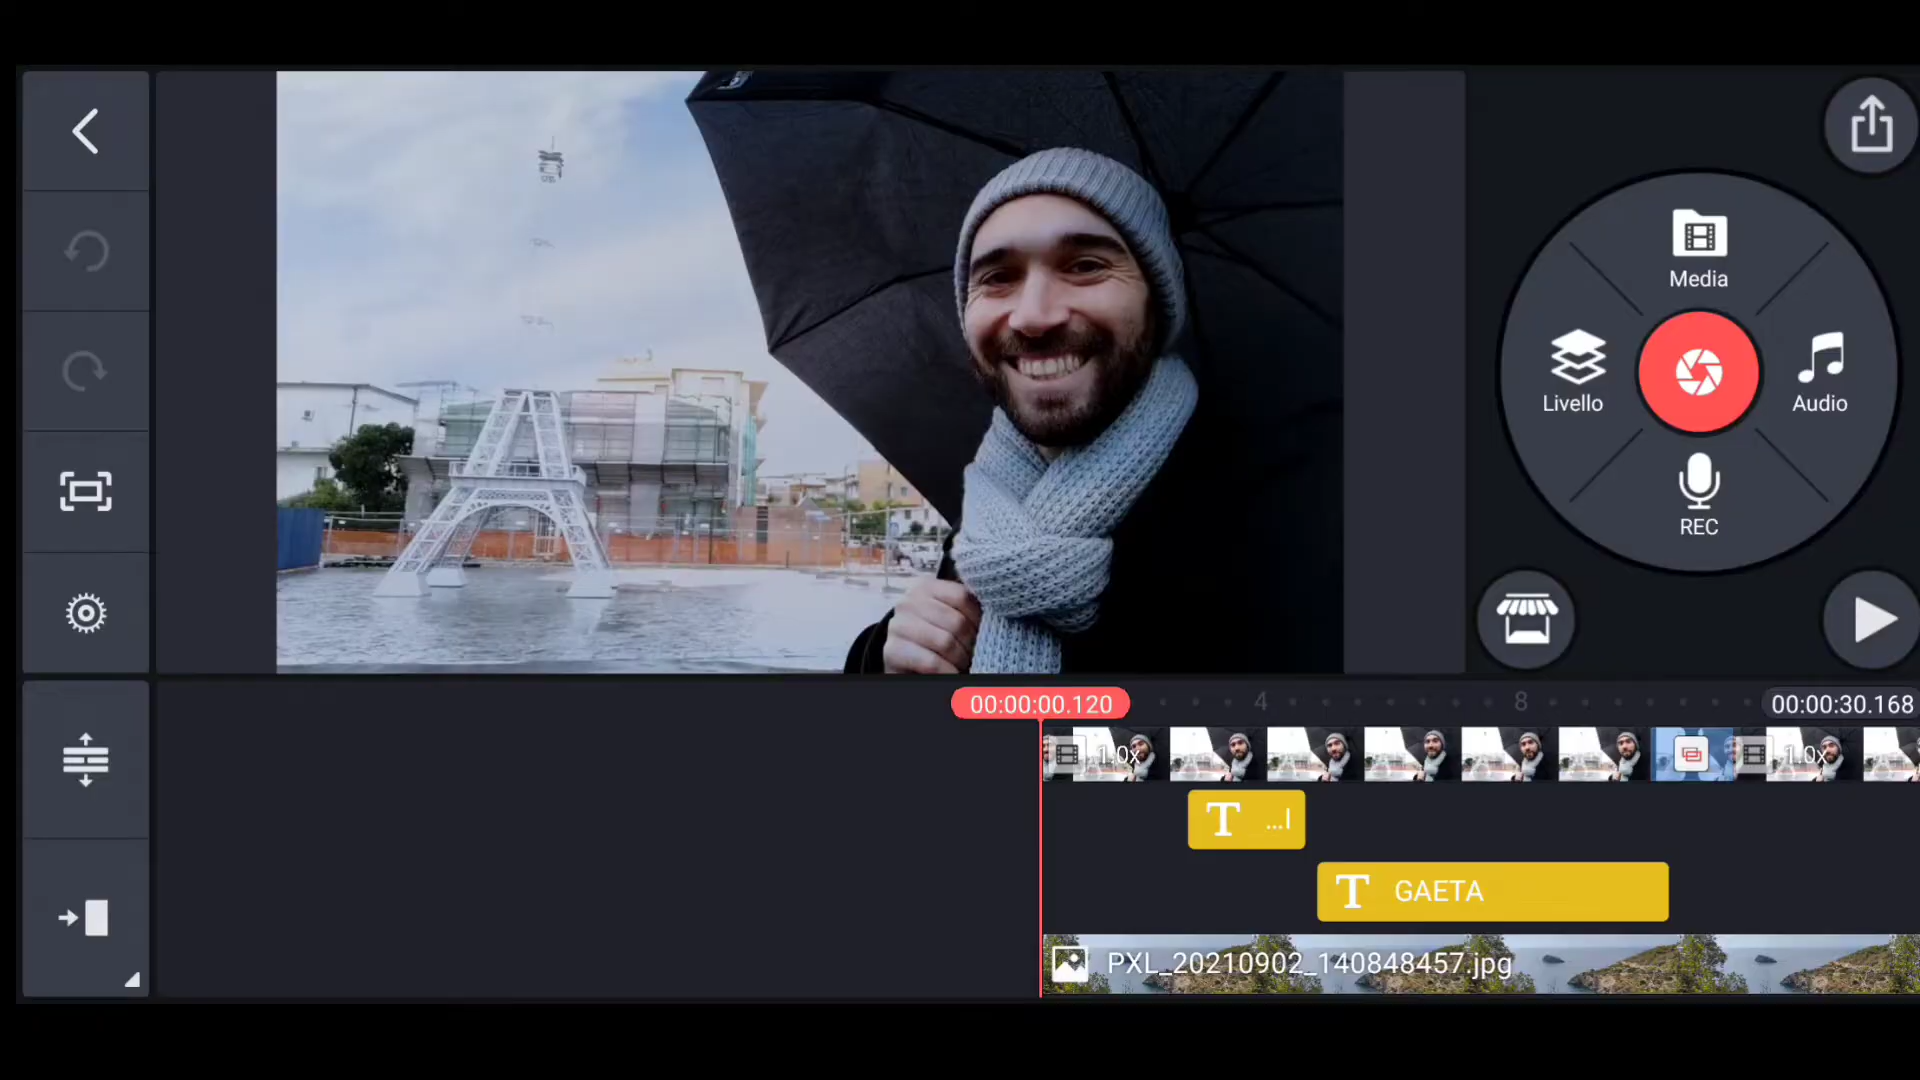 Media
Livello
Audio
REC
00:00:00.120
4
8
00:00:30.168
1.0x
1.0x
T ...l
T GAETA
PXL_20210902_140848457.jpg